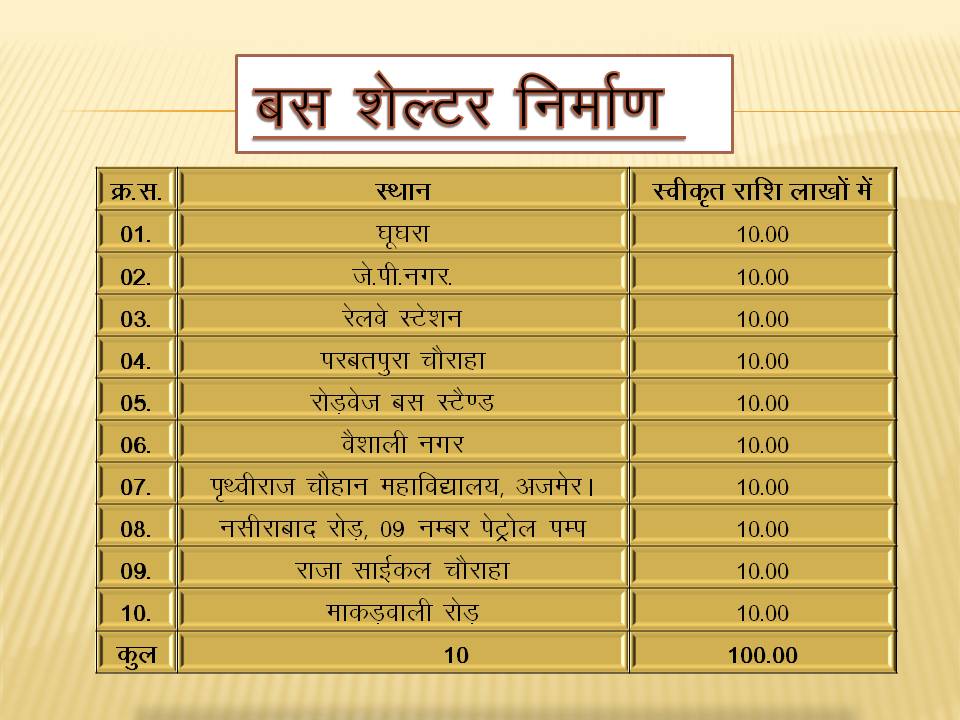 बस शेल्टर निर्माण
क्र.स. स्थान स्वीकृत राशि लाखों में
01. घूघरा 10.00
02. जे.पी.नगर. 10.00
03. रेलवे स्टेशन 10.00
04. परबतपुरा चौराहा 10.00
05. रोड़वेज बस स्टैण्ड 10.00
06. वैशाली नगर 10.00
07. पृथ्वीराज चौहान महाविद्यालय, अजमेर। 10.00
08. नसीराबाद रोड़, 09 नम्बर पेट्रोल पम्प 10.00
09. राजा साईकल चौराहा 10.00
10. माकड़वाली रोड़ 10.00
कुल 10 100.00